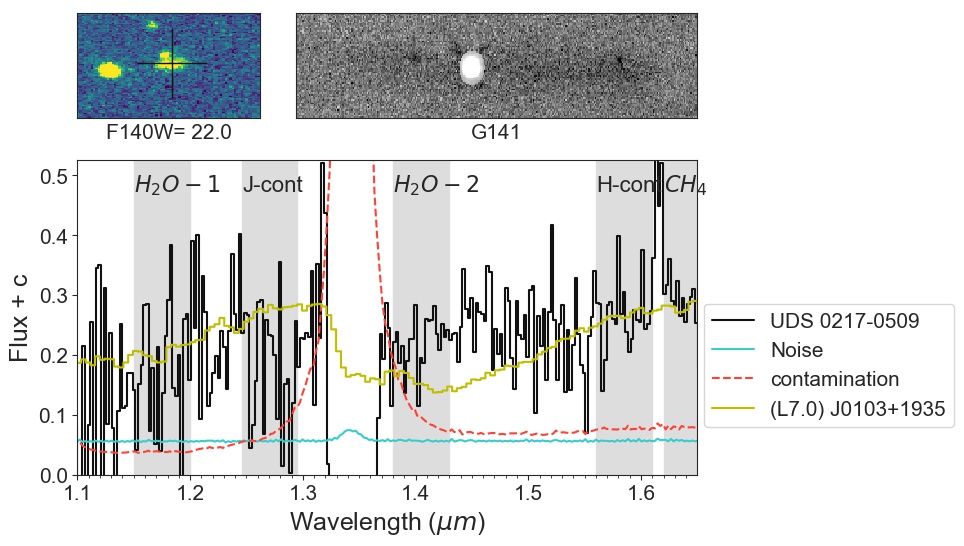 F140W= 22.0
G141
H₂O − 1
J-cont
H₂O − 2
H-cont
CH₄
0.5
0.4
0.3
0.2
0.1
0.0
Flux + c
1.1
1.2
1.3
1.4
1.5
1.6
Wavelength (μm)
UDS 0217-0509
Noise
contamination
(L7.0) J0103+1935